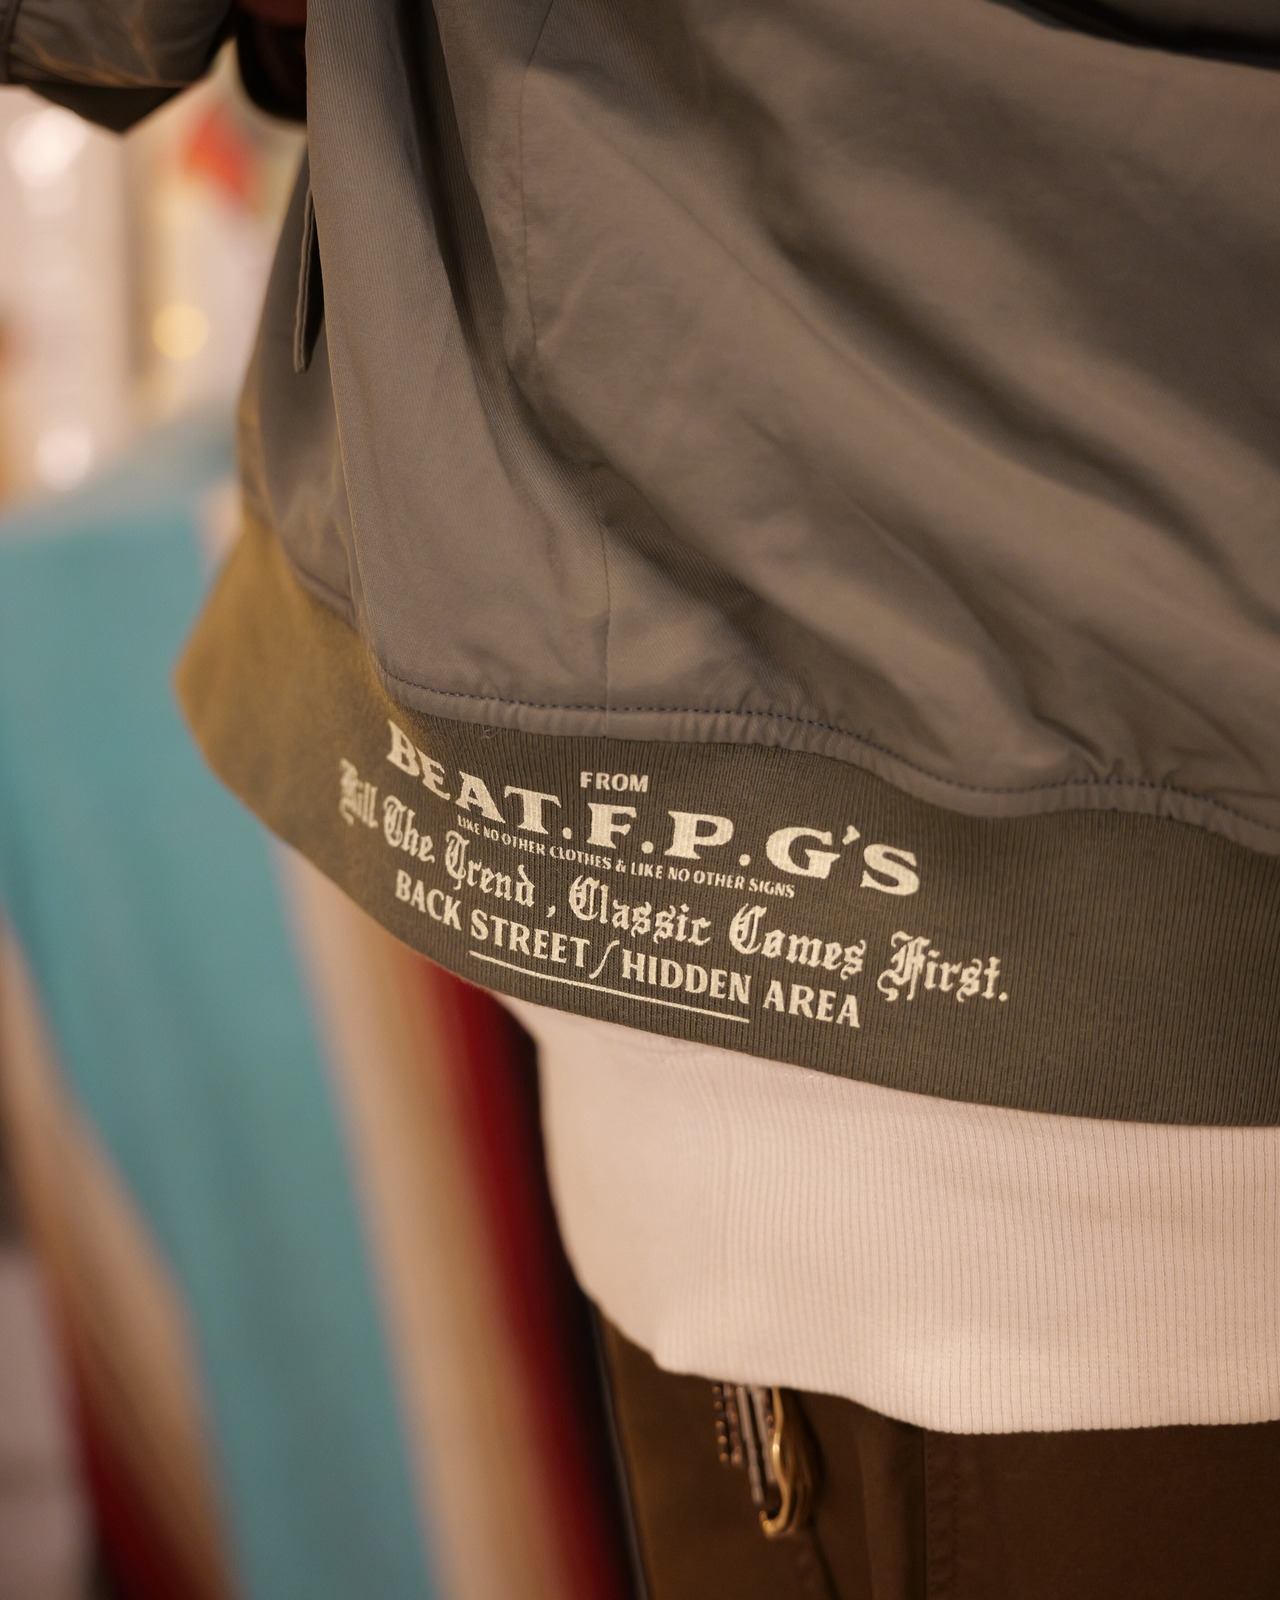 FROM
BEAT.F.P.G'S
LIKE NO OTHER CLOTHES & LIKE NO OTHER SIGNS
Kill The Trend, Classic Comes First.
BACK STREET/HIDDEN AREA